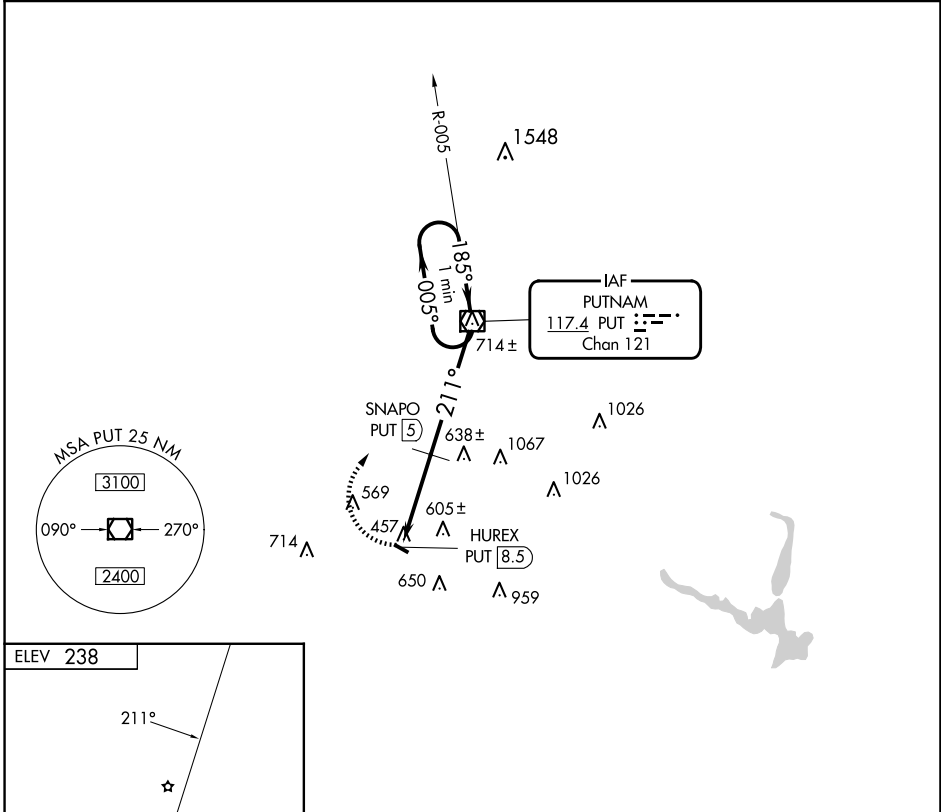 R-005
1548
185°
1 min
005°
IAF
PUTNAM
117.4 PUT
Chan 121
714 ±
211°
SNAPO
PUT 5
638 ±
1067
1026
1026
569
605 ±
457
HUREX
PUT 8.5
714
650
959
MSA PUT 25 NM
3100
090°
270°
2400
ELEV 238
211°